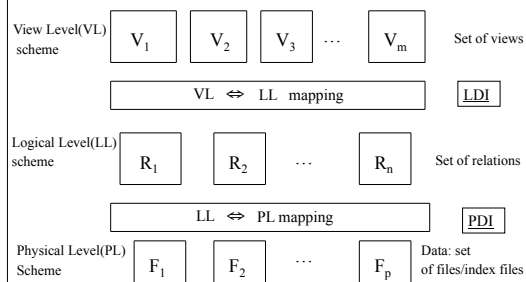 View Level(VL)
scheme
V1 V2 V3 ... Vm
Set of views
VL ⇔ LL mapping
LDI
Logical Level(LL)
scheme
R1 R2 ... Rn
Set of relations
LL ⇔ PL mapping
PDI
Physical Level(PL)
Scheme
F1 F2 ... Fp
Data: set
of files/index files